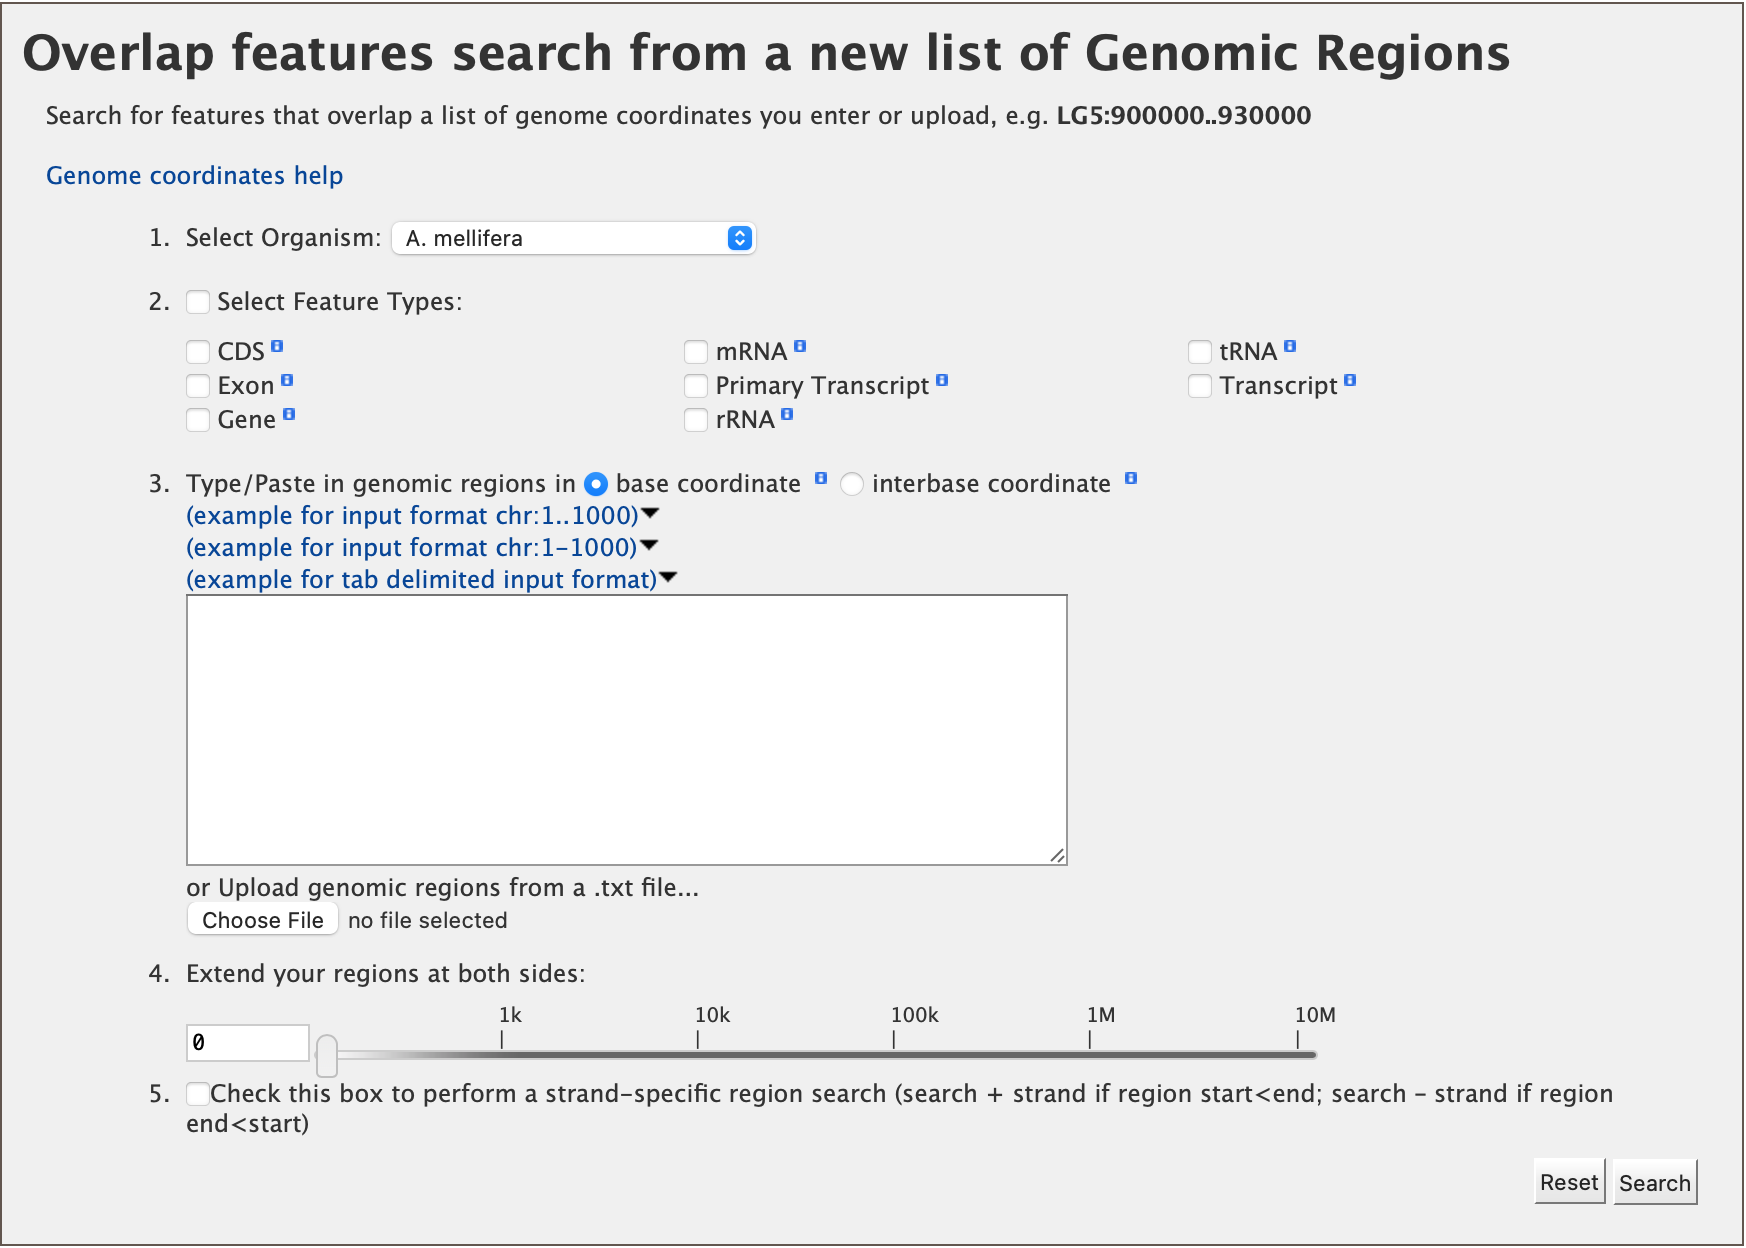 Overlap features search from a new list of Genomic Regions
Search for features that overlap a list of genome coordinates you enter or upload, e.g. LG5:900000..930000
Genome coordinates help
1. Select Organism: A. mellifera
2. Select Feature Types:
CDS mRNA tRNA
Exon Primary Transcript Transcript
Gene rRNA
3. Type/Paste in genomic regions in base coordinate interbase coordinate
(example for input format chr:1..1000)
(example for input format chr:1-1000)
(example for tab delimited input format)
or Upload genomic regions from a .txt file...
Choose File no file selected
4. Extend your regions at both sides:
1k 10k 100k 1M 10M
0
5. Check this box to perform a strand-specific region search (search + strand if region start<end; search - strand if region
end<start)
Reset Search